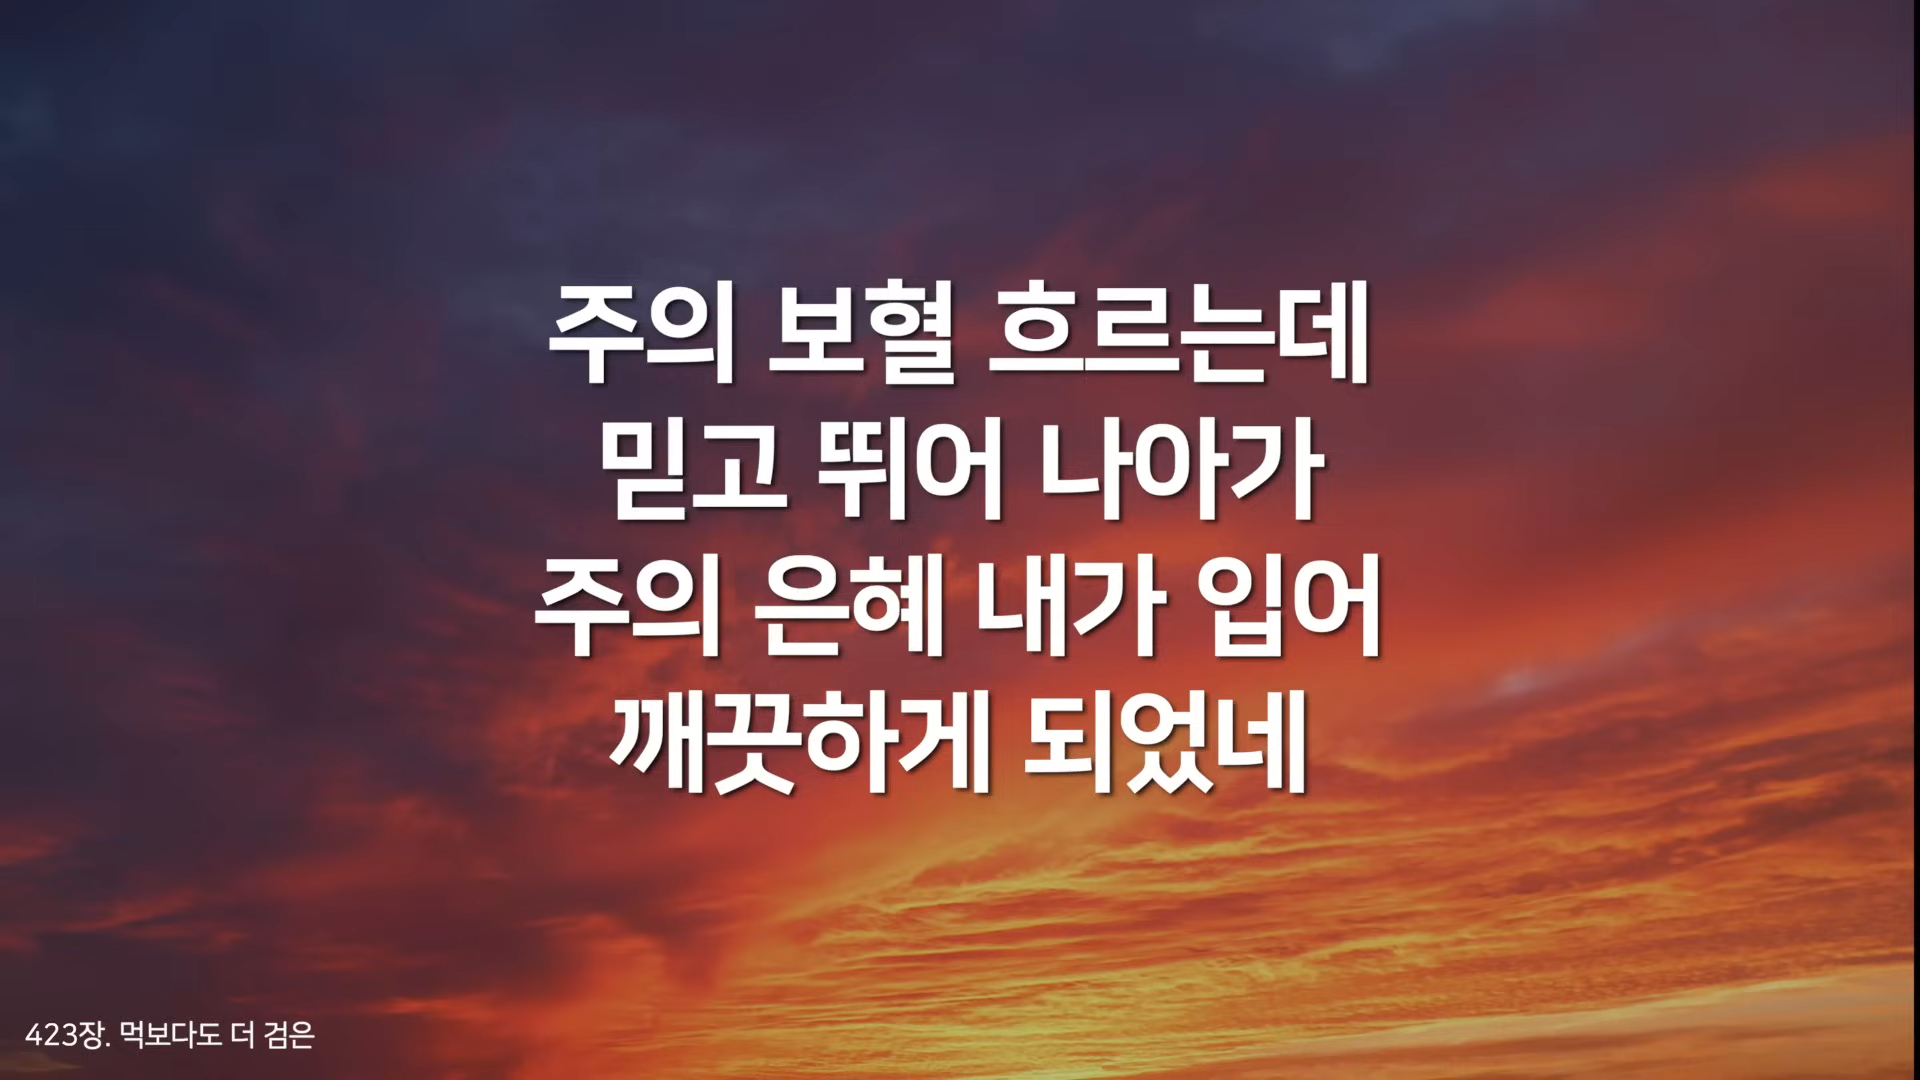 주의 보혈 흐르는데
믿고 뛰어 나아가
주의 은혜 내가 입어
깨끗하게 되었네
423장. 먹보다도 더 검은